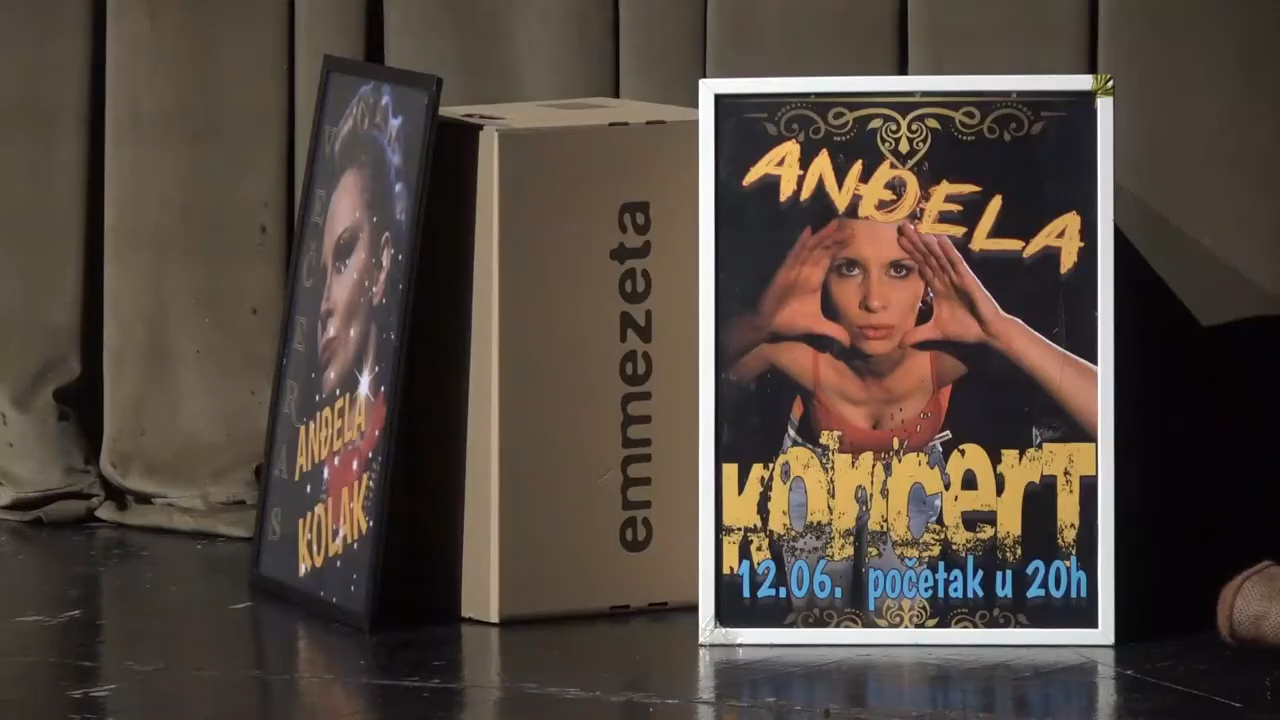 VEČERAS
ANĐELA
KOLAK
emmezeta
ANĐELA
koncerT
12.06. početak u 20h